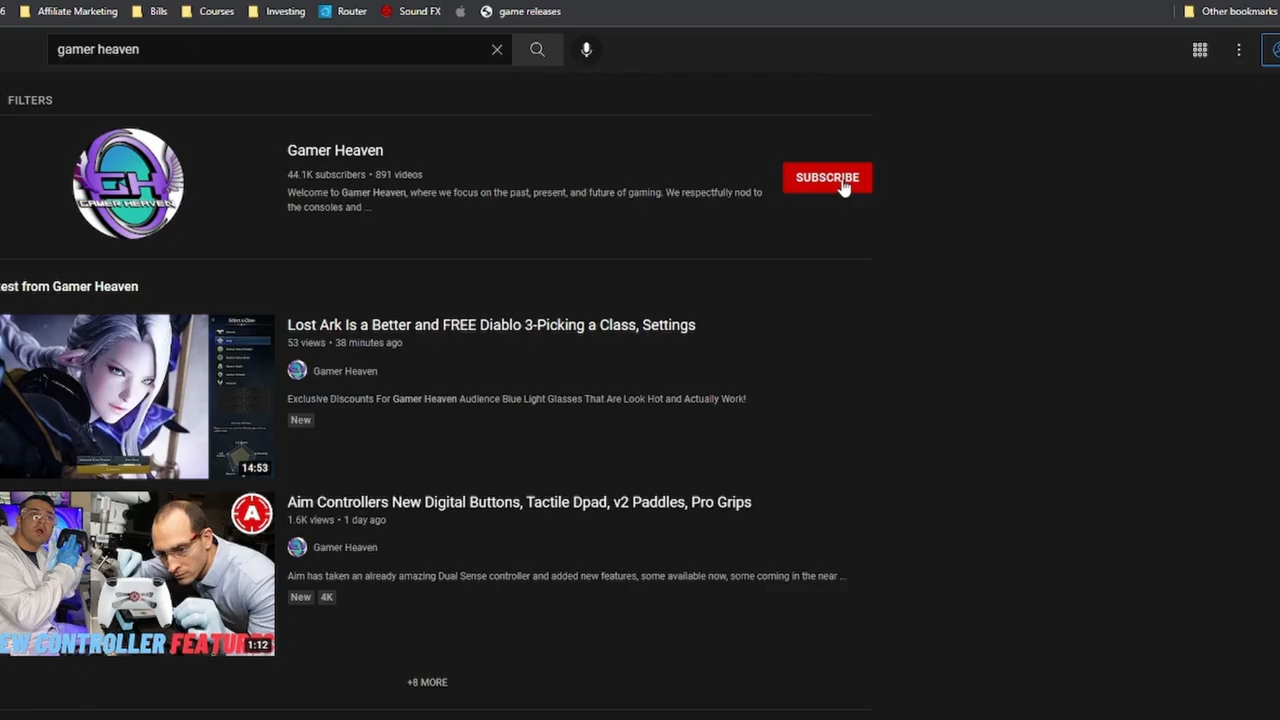 6 Affiliate Marketing Bills Courses Investing Router Sound FX game releases Other bookmarks
gamer heaven
FILTERS
GH
GAMER HEAVEN
Gamer Heaven
44.1K subscribers • 891 videos
Welcome to Gamer Heaven, where we focus on the past, present, and future of gaming. We respectfully nod to
the consoles and ...
SUBSCRIBE
est from Gamer Heaven
Lost Ark Is a Better and FREE Diablo 3-Picking a Class, Settings
53 views • 38 minutes ago
Gamer Heaven
Exclusive Discounts For Gamer Heaven Audience Blue Light Glasses That Are Look Hot and Actually Work!
New
14:53
Aim Controllers New Digital Buttons, Tactile Dpad, v2 Paddles, Pro Grips
1.6K views • 1 day ago
Gamer Heaven
Aim has taken an already amazing Dual Sense controller and added new features, some available now, some coming in the near ...
New 4K
A
EW CONTROLLER FEATURES
1:12
+8 MORE